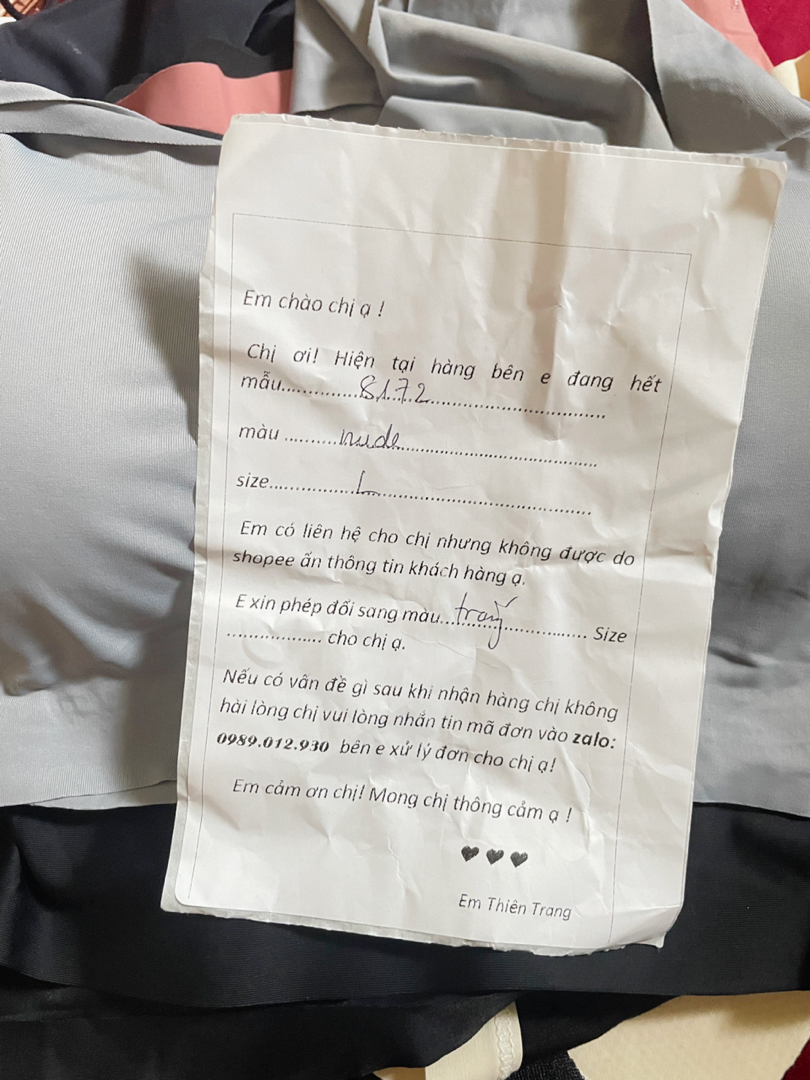 Em chào chị ạ !
Chị ơi! Hiện tại hàng bên e đang hết
mẫu..............8172..............................
màu ..........nude..................................
size................L......................................
Em có liên hệ cho chị nhưng không được do
shopee ẩn thông tin khách hàng ạ.
E xin phép đổi sang màu...trắng................ Size
.................. cho chị ạ.
Nếu có vấn đề gì sau khi nhận hàng chị không
hài lòng chị vui lòng nhắn tin mã đơn vào zalo:
0989.012.930 bên e xử lý đơn cho chị ạ!
Em cảm ơn chị! Mong chị thông cảm ạ !
♥ ♥ ♥
Em Thiên Trang